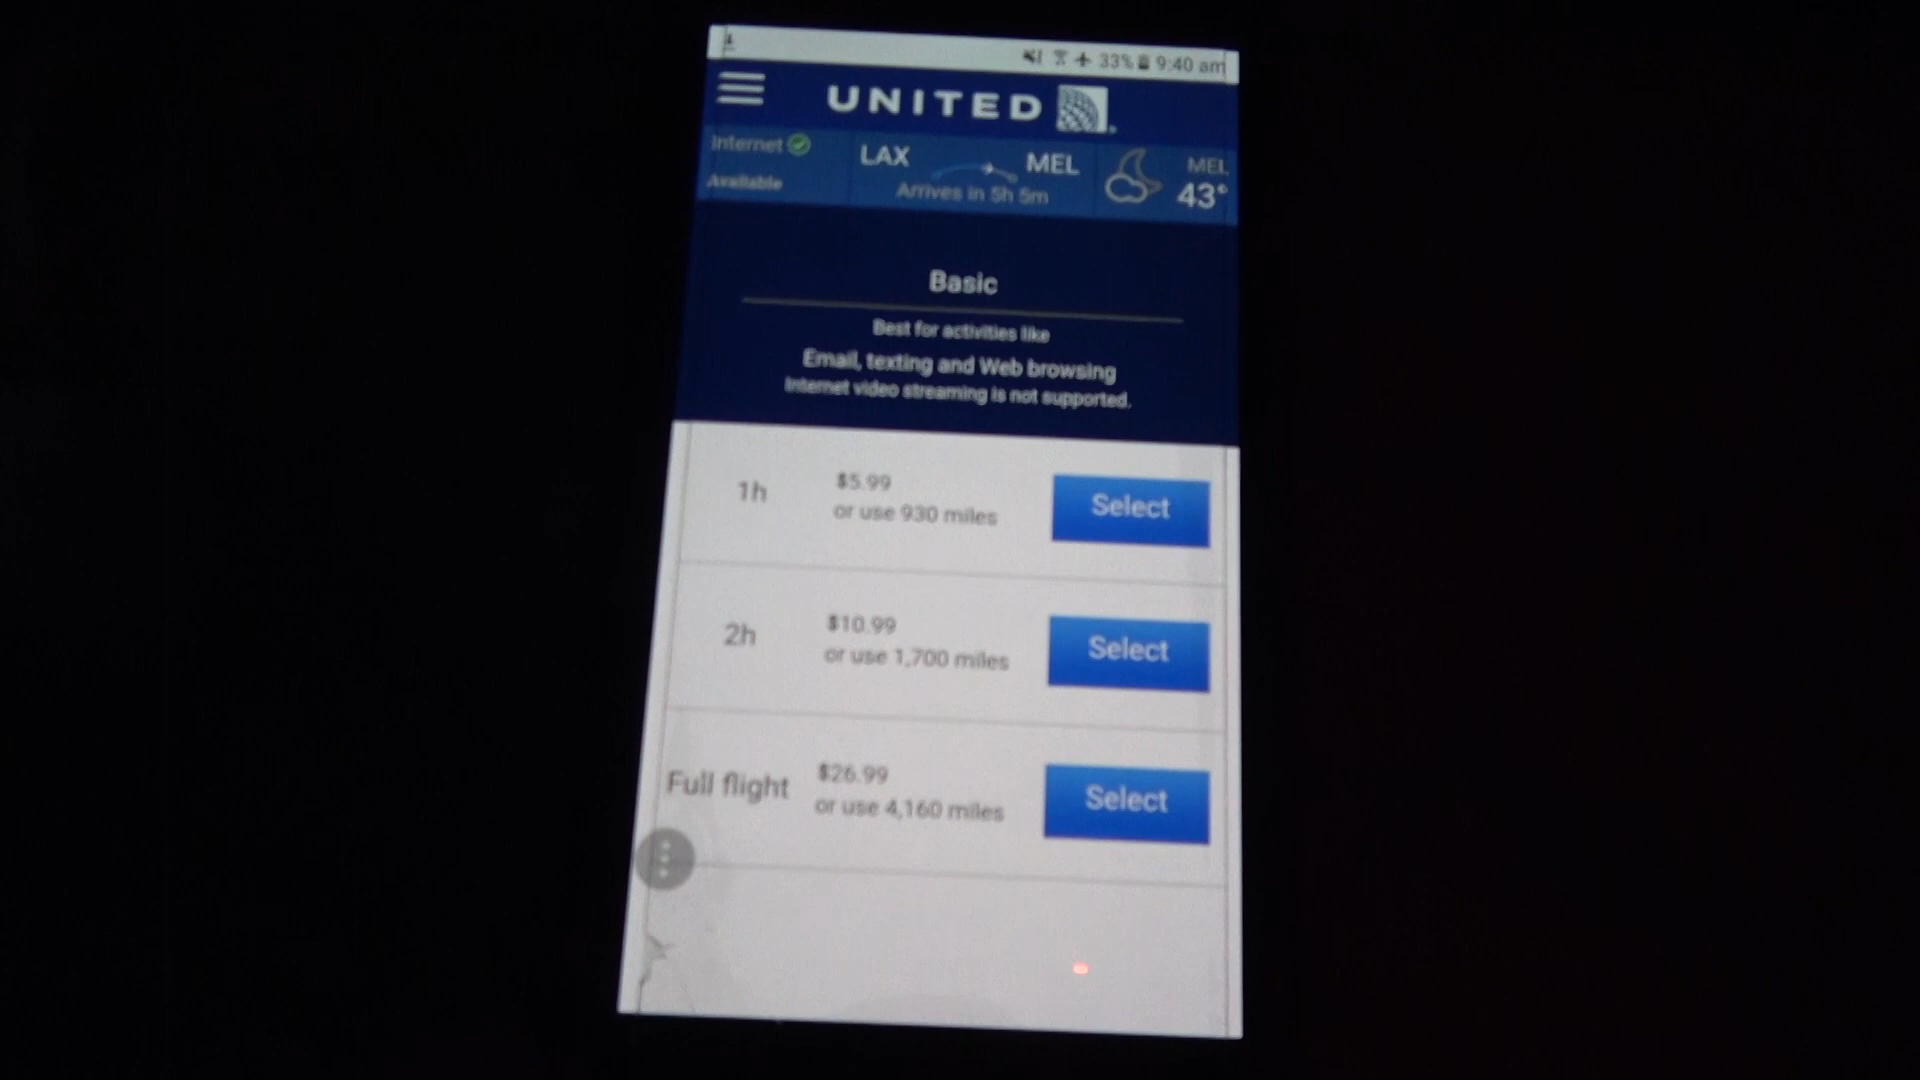 33% 9:40 am
UNITED
Internet
Available
LAX MEL
Arrives in 5h 5m
MEL
43°
Basic
Best for activities like
Email, texting and Web browsing
Internet video streaming is not supported.
1h
$5.99
or use 930 miles
Select
2h
$10.99
or use 1,700 miles
Select
Full flight
$26.99
or use 4,160 miles
Select